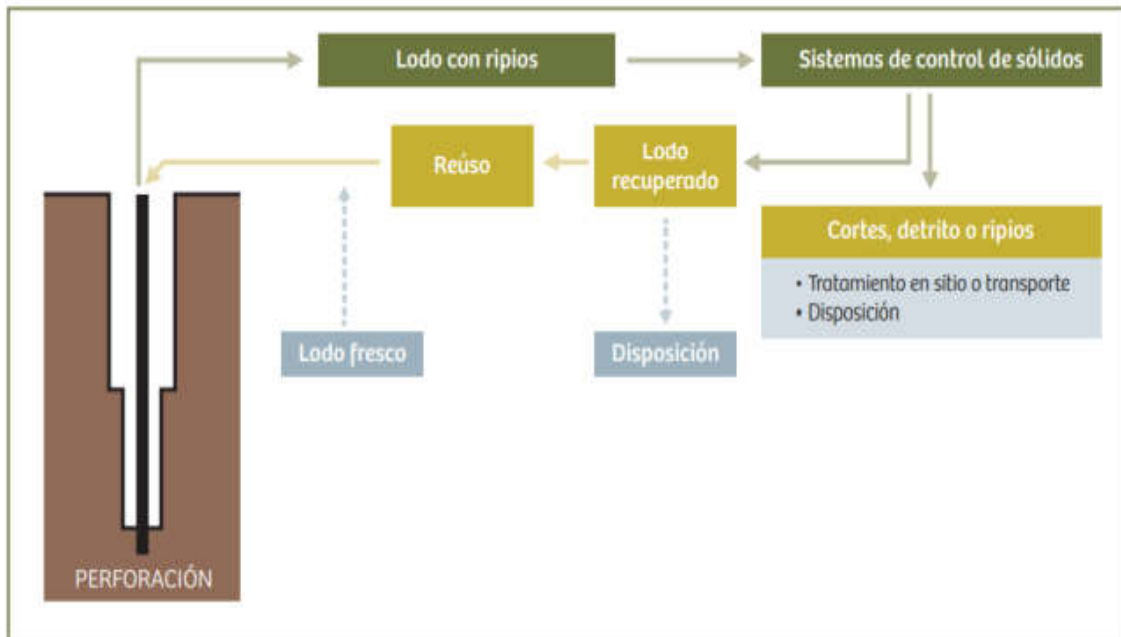 Lodo con ripios
Sistemas de control de sólidos
Reúso
Lodo
recuperado
Cortes, detrito o ripios
• Tratamiento en sitio o transporte
• Disposición
Lodo fresco
Disposición
PERFORACIÓN